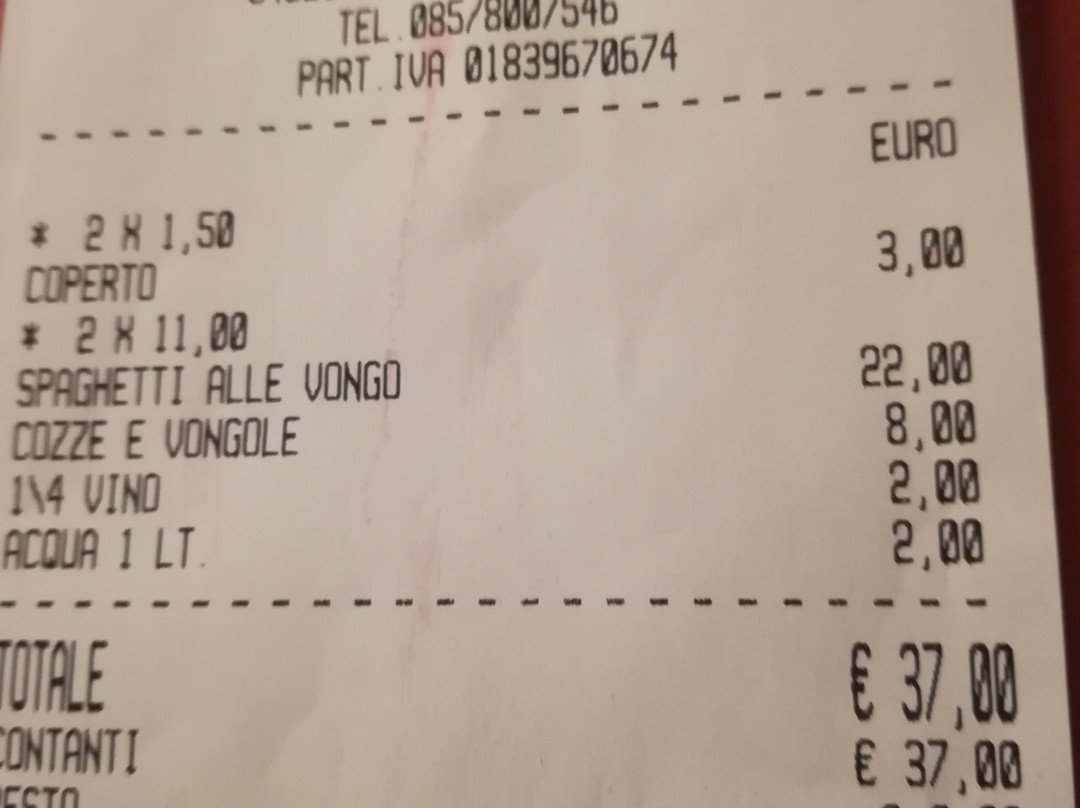 TEL.085/8007546
PART.IVA 01839670674
EURO
* 2 X 1,50
COPERTO 3,00
* 2 X 11,00
SPAGHETTI ALLE VONGO 22,00
COZZE E VONGOLE 8,00
1\4 VINO 2,00
ACQUA 1 LT. 2,00
TOTALE € 37,00
CONTANTI € 37,00